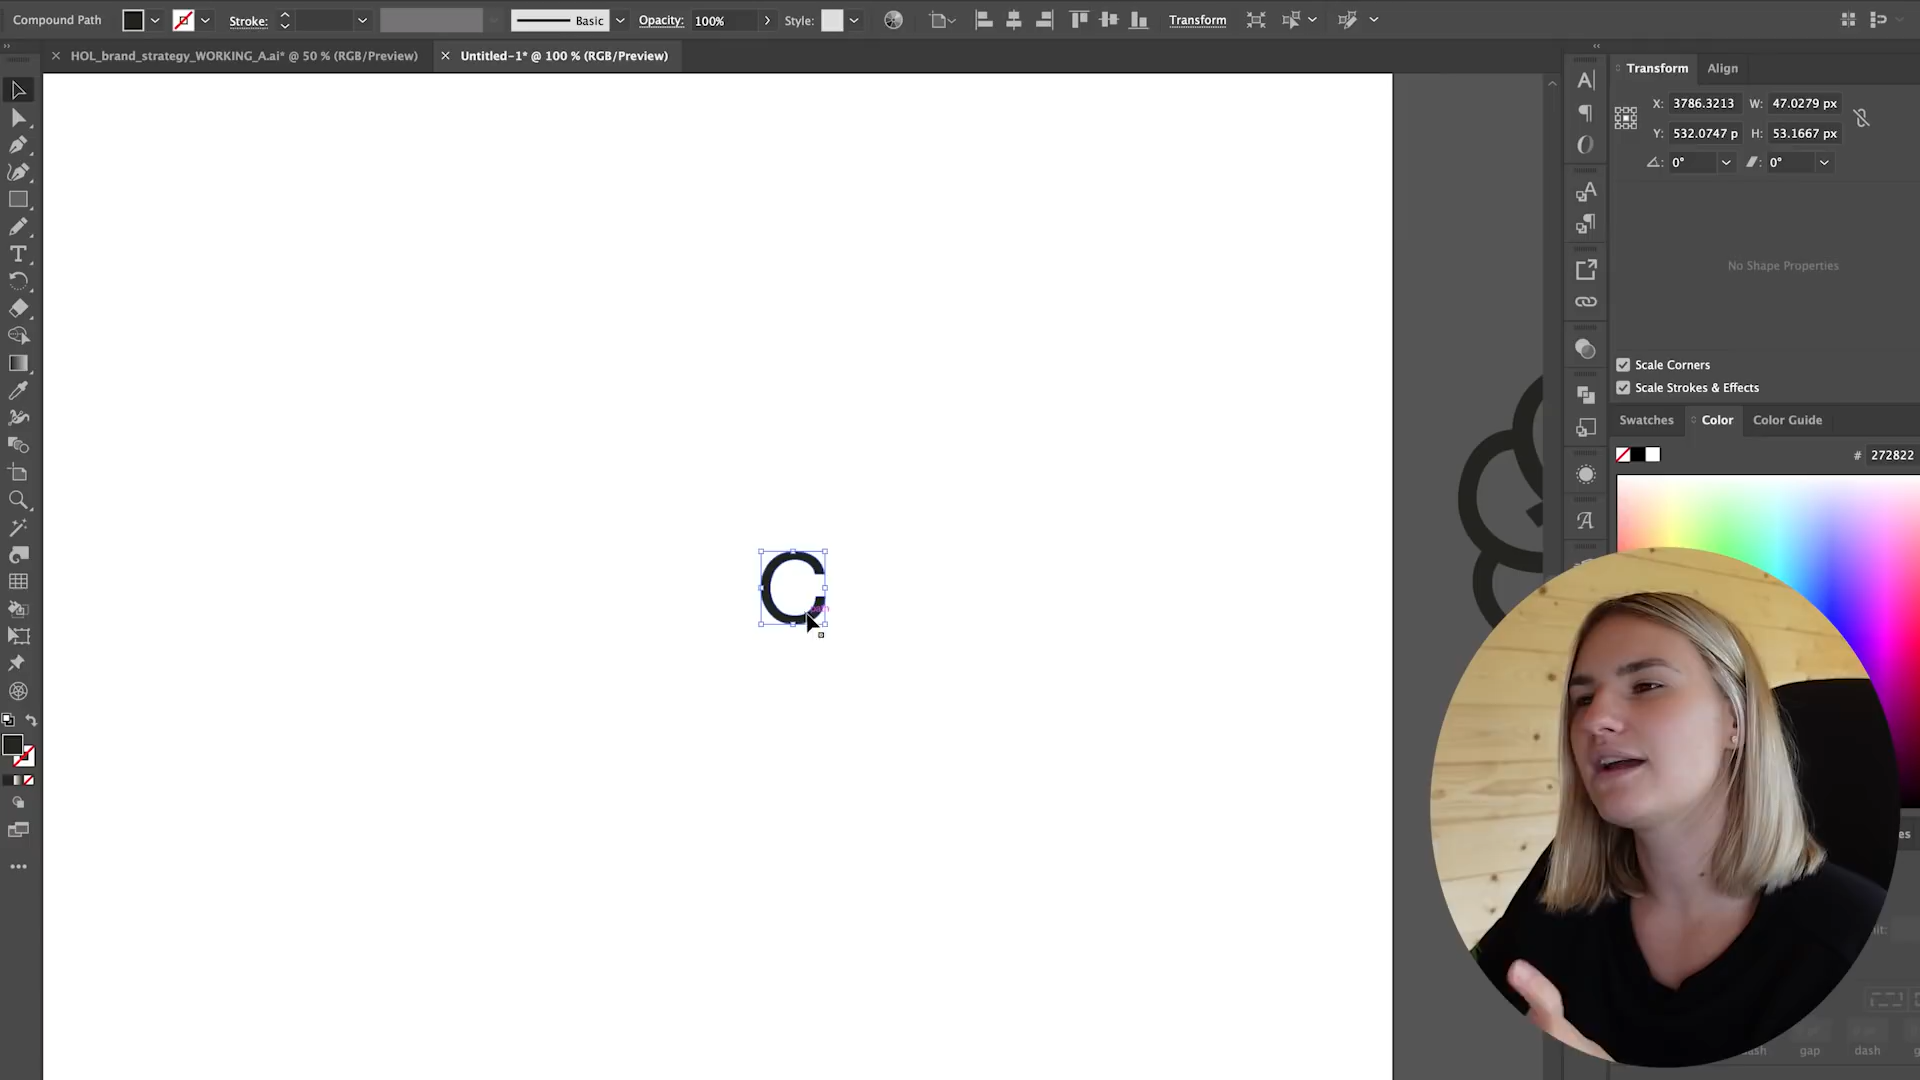 Compound Path
Stroke:
Basic
Opacity:
100%
Style:
Transform
HOL_brand_strategy_WORKING_A.ai* @ 50 % (RGB/Preview)
Untitled-1* @ 100 % (RGB/Preview)
Transform
Align
X:
3786.3213
W:
47.0279 px
Y:
532.0747 p
H:
53.1667 px
0°
0°
No Shape Properties
Scale Corners
Scale Strokes & Effects
Swatches
Color
Color Guide
#
272822
C
path
gap
dash